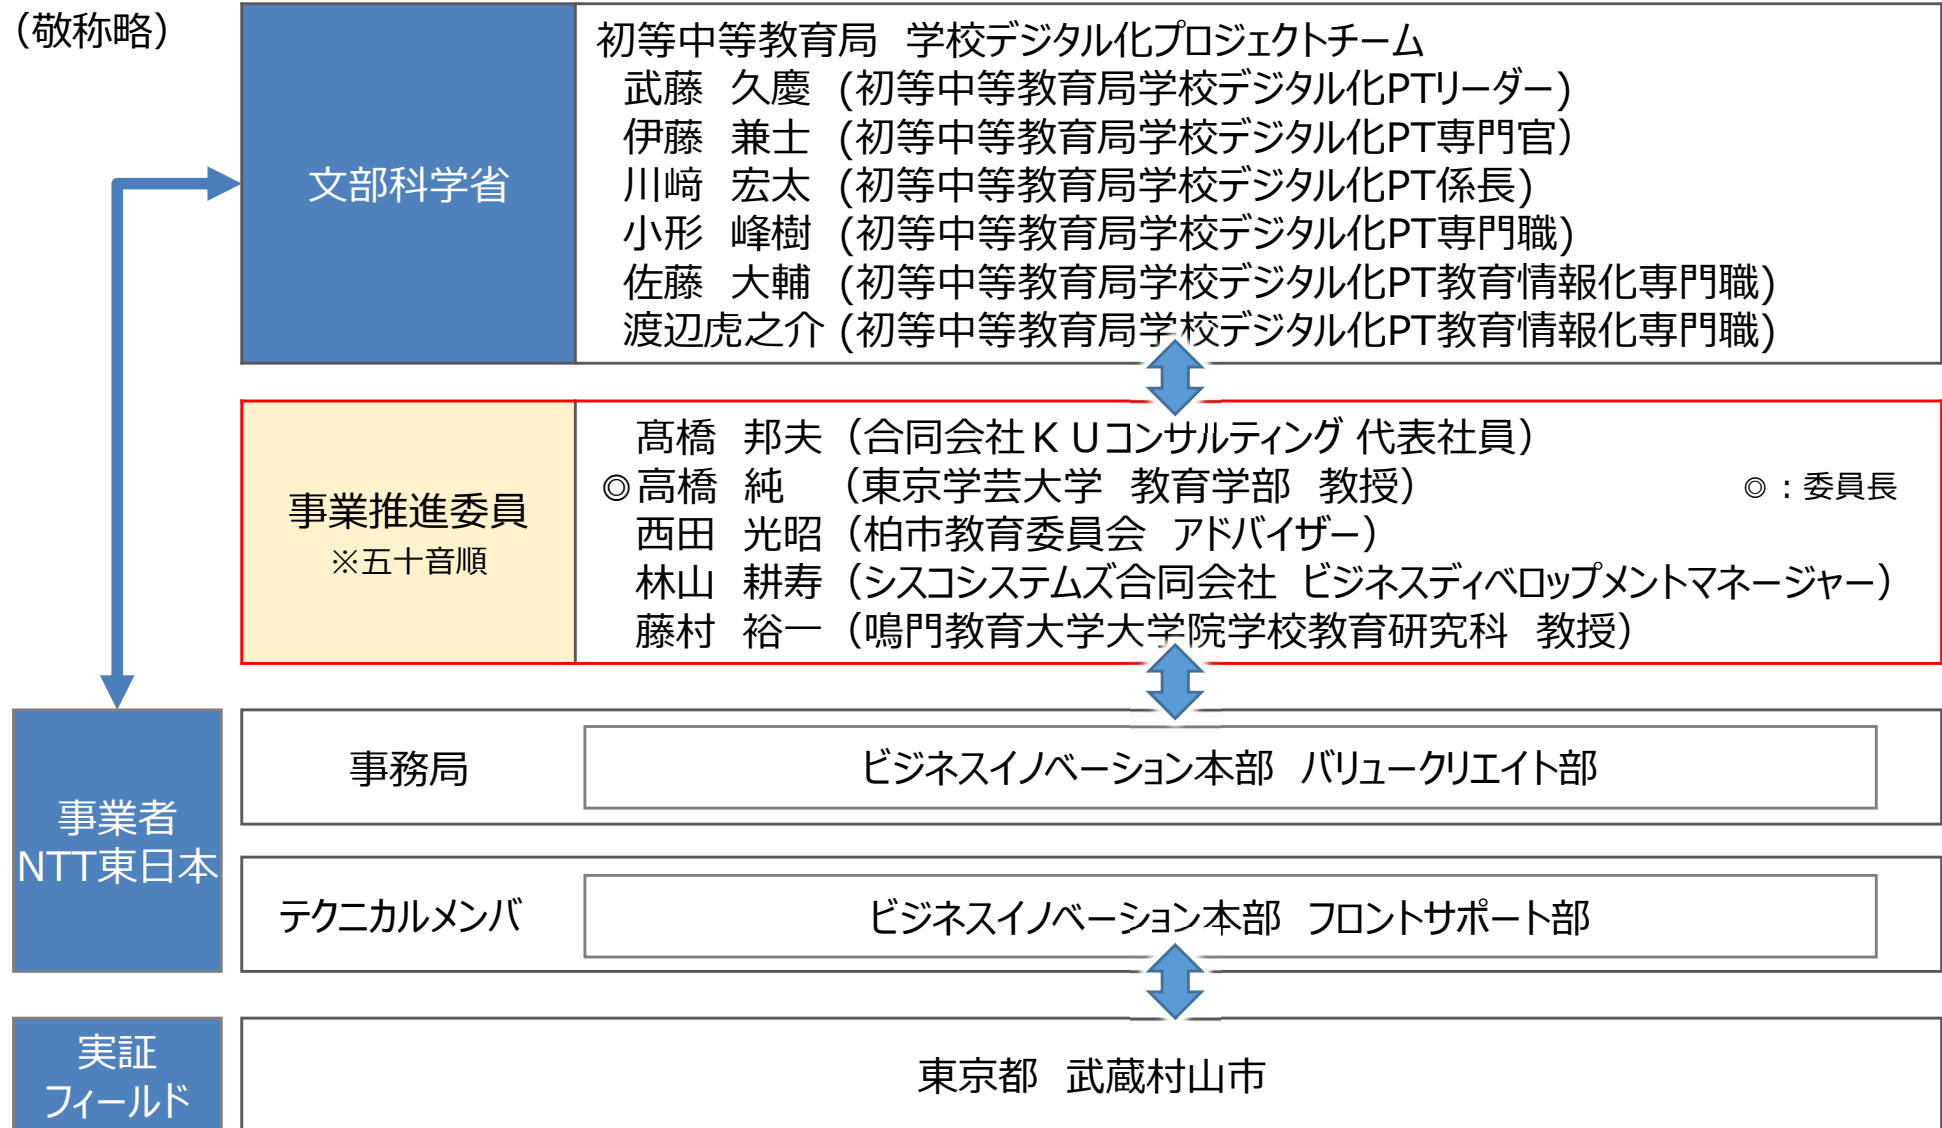 （敬称略）
文部科学省
初等中等教育局　学校デジタル化プロジェクトチーム
武藤　久慶　(初等中等教育局学校デジタル化PTリーダー)
伊藤　兼士　(初等中等教育局学校デジタル化PT専門官）
川﨑　宏太　(初等中等教育局学校デジタル化PT係長)
小形　峰樹　(初等中等教育局学校デジタル化PT専門職)
佐藤　大輔　(初等中等教育局学校デジタル化PT教育情報化専門職)
渡辺虎之介 (初等中等教育局学校デジタル化PT教育情報化専門職)
事業推進委員
※五十音順
髙橋　邦夫（合同会社ＫＵコンサルティング 代表社員）
◎高橋　純　（東京学芸大学　教育学部　教授）
◎：委員長
西田　光昭（柏市教育委員会　アドバイザー）
林山　耕寿（シスコシステムズ合同会社　ビジネスディベロップメントマネージャー）
藤村　裕一（鳴門教育大学大学院学校教育研究科　教授）
事業者
NTT東日本
事務局
ビジネスイノベーション本部　バリュークリエイト部
テクニカルメンバ
ビジネスイノベーション本部　フロントサポート部
実証
フィールド
東京都　武蔵村山市